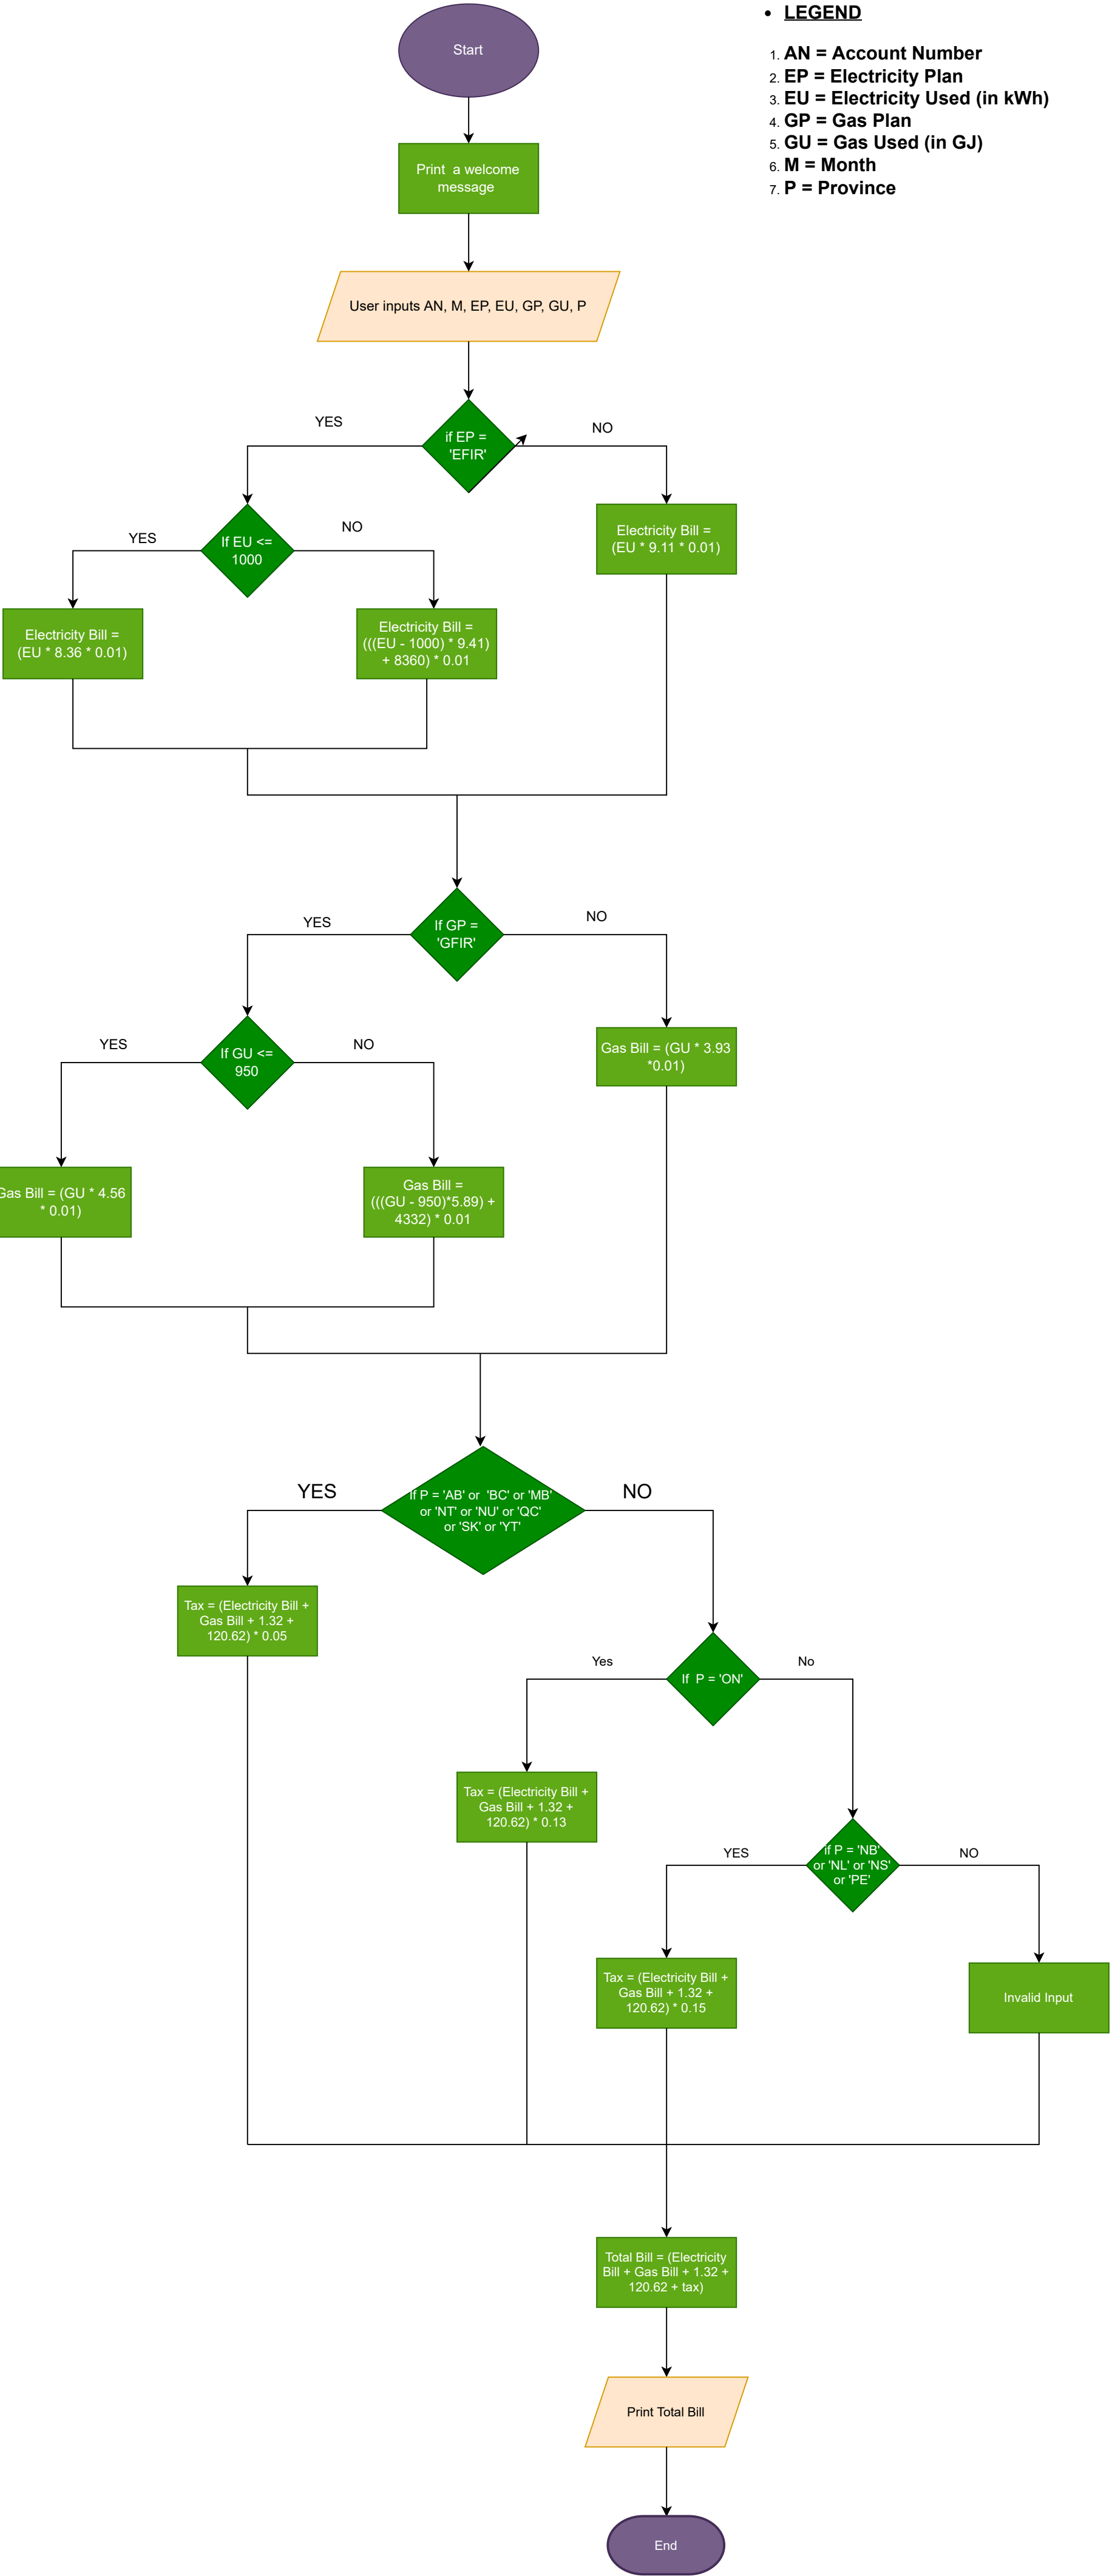 Start
• LEGEND
1. AN = Account Number
2. EP = Electricity Plan
3. EU = Electricity Used (in kWh)
4. GP = Gas Plan
5. GU = Gas Used (in GJ)
6. M = Month
7. P = Province
Print  a welcome
message
User inputs AN, M, EP, EU, GP, GU, P
YES
if EP =
'EFIR'
NO
YES
If EU <=
1000
NO
Electricity Bill =
(EU * 9.11 * 0.01)
Electricity Bill =
(EU * 8.36 * 0.01)
Electricity Bill =
(((EU - 1000) * 9.41)
+ 8360) * 0.01
YES
If GP =
'GFIR'
NO
YES
If GU <=
950
NO
Gas Bill = (GU * 3.93
*0.01)
Gas Bill = (GU * 4.56
* 0.01)
Gas Bill =
(((GU - 950)*5.89) +
4332) * 0.01
YES
If P = 'AB' or  'BC' or 'MB'
or 'NT' or 'NU' or 'QC'
or 'SK' or 'YT'
NO
Tax = (Electricity Bill +
Gas Bill + 1.32 +
120.62) * 0.05
Yes
If  P = 'ON'
No
Tax = (Electricity Bill +
Gas Bill + 1.32 +
120.62) * 0.13
YES
if P = 'NB'
or 'NL' or 'NS'
or 'PE'
NO
Tax = (Electricity Bill +
Gas Bill + 1.32 +
120.62) * 0.15
Invalid Input
Total Bill = (Electricity
Bill + Gas Bill + 1.32 +
120.62 + tax)
Print Total Bill
End